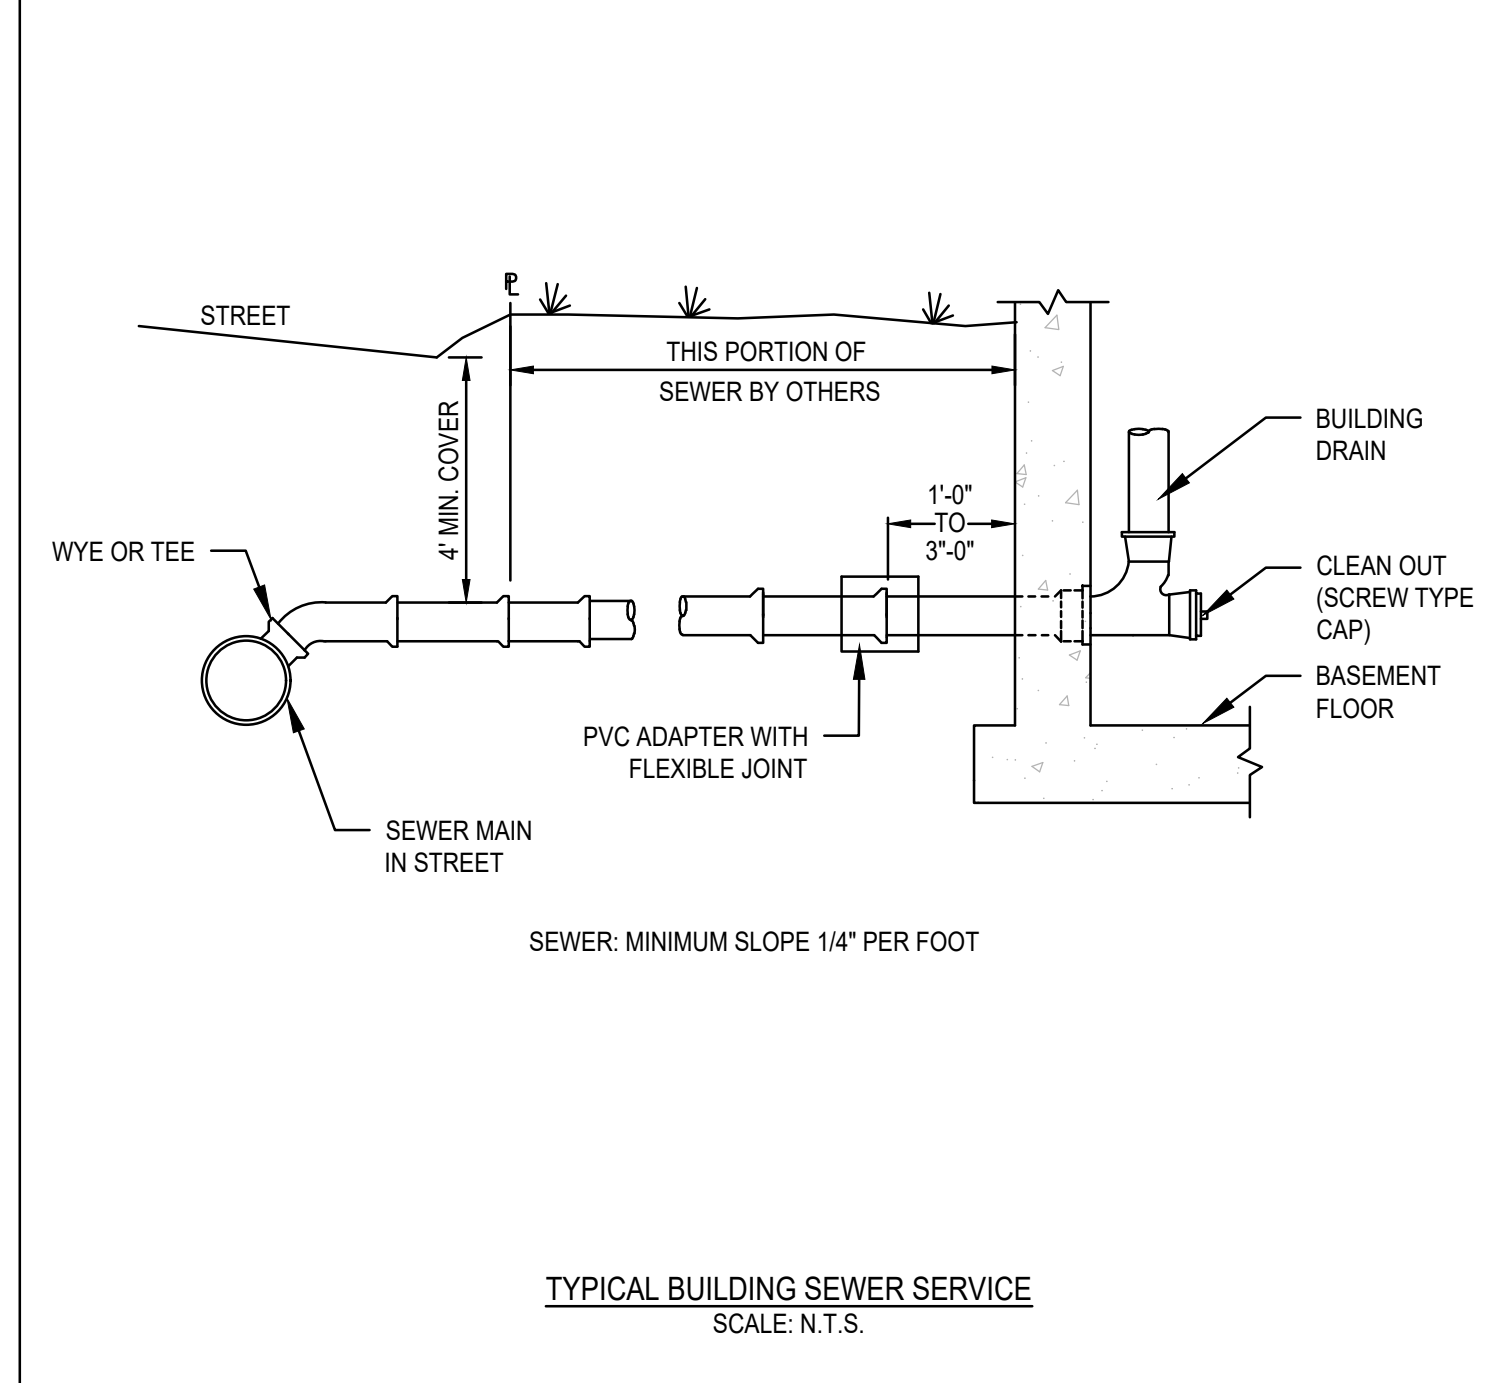 ℄
STREET
THIS PORTION OF
SEWER BY OTHERS
4' MIN. COVER
BUILDING
DRAIN
1'-0"
TO
3"-0"
WYE OR TEE
CLEAN OUT
(SCREW TYPE
CAP)
BASEMENT
FLOOR
PVC ADAPTER WITH
FLEXIBLE JOINT
SEWER MAIN
IN STREET
SEWER: MINIMUM SLOPE 1/4" PER FOOT
TYPICAL BUILDING SEWER SERVICE
SCALE: N.T.S.